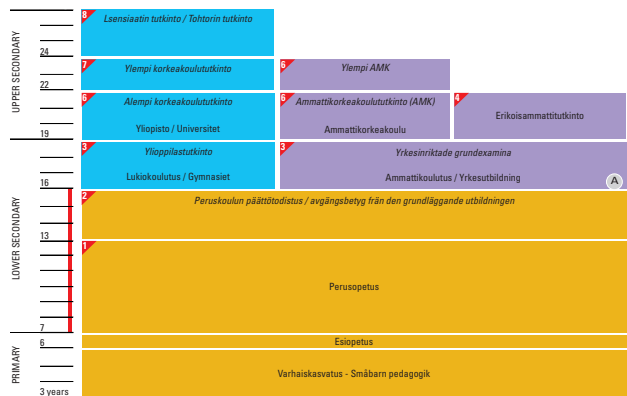 UPPER SECONDARY
LOWER SECONDARY
PRIMARY
24
22
19
16
13
7
6
3 years
8
Lsensiaatin tutkinto / Tohtorin tutkinto
7
Ylempi korkeakoulututkinto
6
Ylempi AMK
6
Alempi korkeakoulututkinto
Yliopisto / Universitet
6
Ammattikorkeakoulututkinto (AMK)
Ammattikorkeakoulu
4
Erikoisammattitutkinto
3
Ylioppilastutkinto
Lukiokoulutus / Gymnasiet
3
Yrkesinriktade grundexamina
Ammatikoulutus / Yrkesutbildning
A
2
Peruskoulun päättötodistus / avgångsbetyg från den grundläggande utbildningen
1
Perusopetus
Esiopetus
Varhaiskasvatus - Småbarn pedagogik